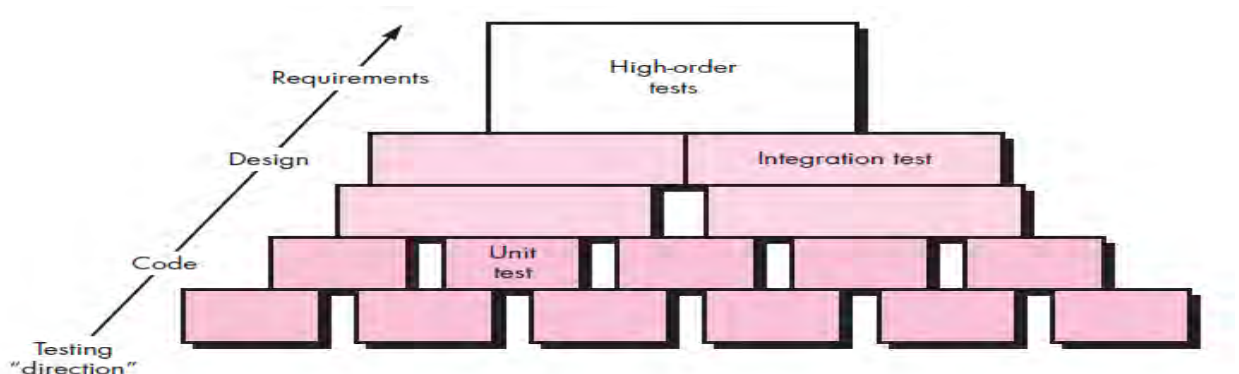 High-order
tests
Requirements
Design
Integration test
Unit
test
Code
Testing
"direction"